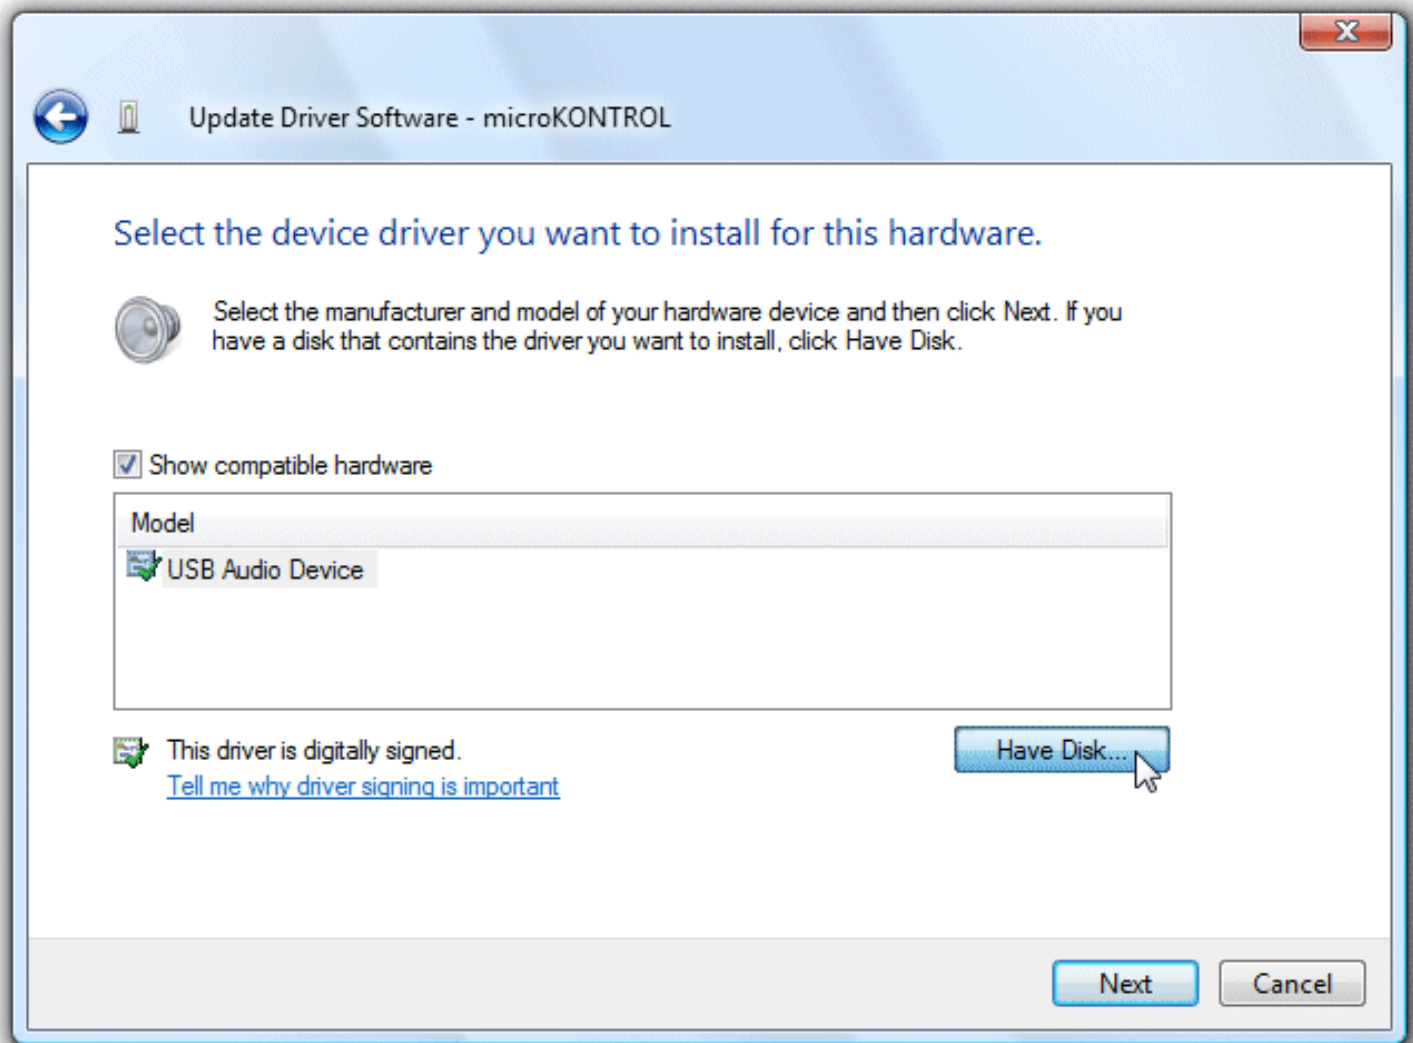 Update Driver Software - microKONTROL
Select the device driver you want to install for this hardware.
Select the manufacturer and model of your hardware device and then click Next. If you
have a disk that contains the driver you want to install, click Have Disk.
Show compatible hardware
Model
USB Audio Device
This driver is digitally signed.
Have Disk...
Tell me why driver signing is important
Next
Cancel